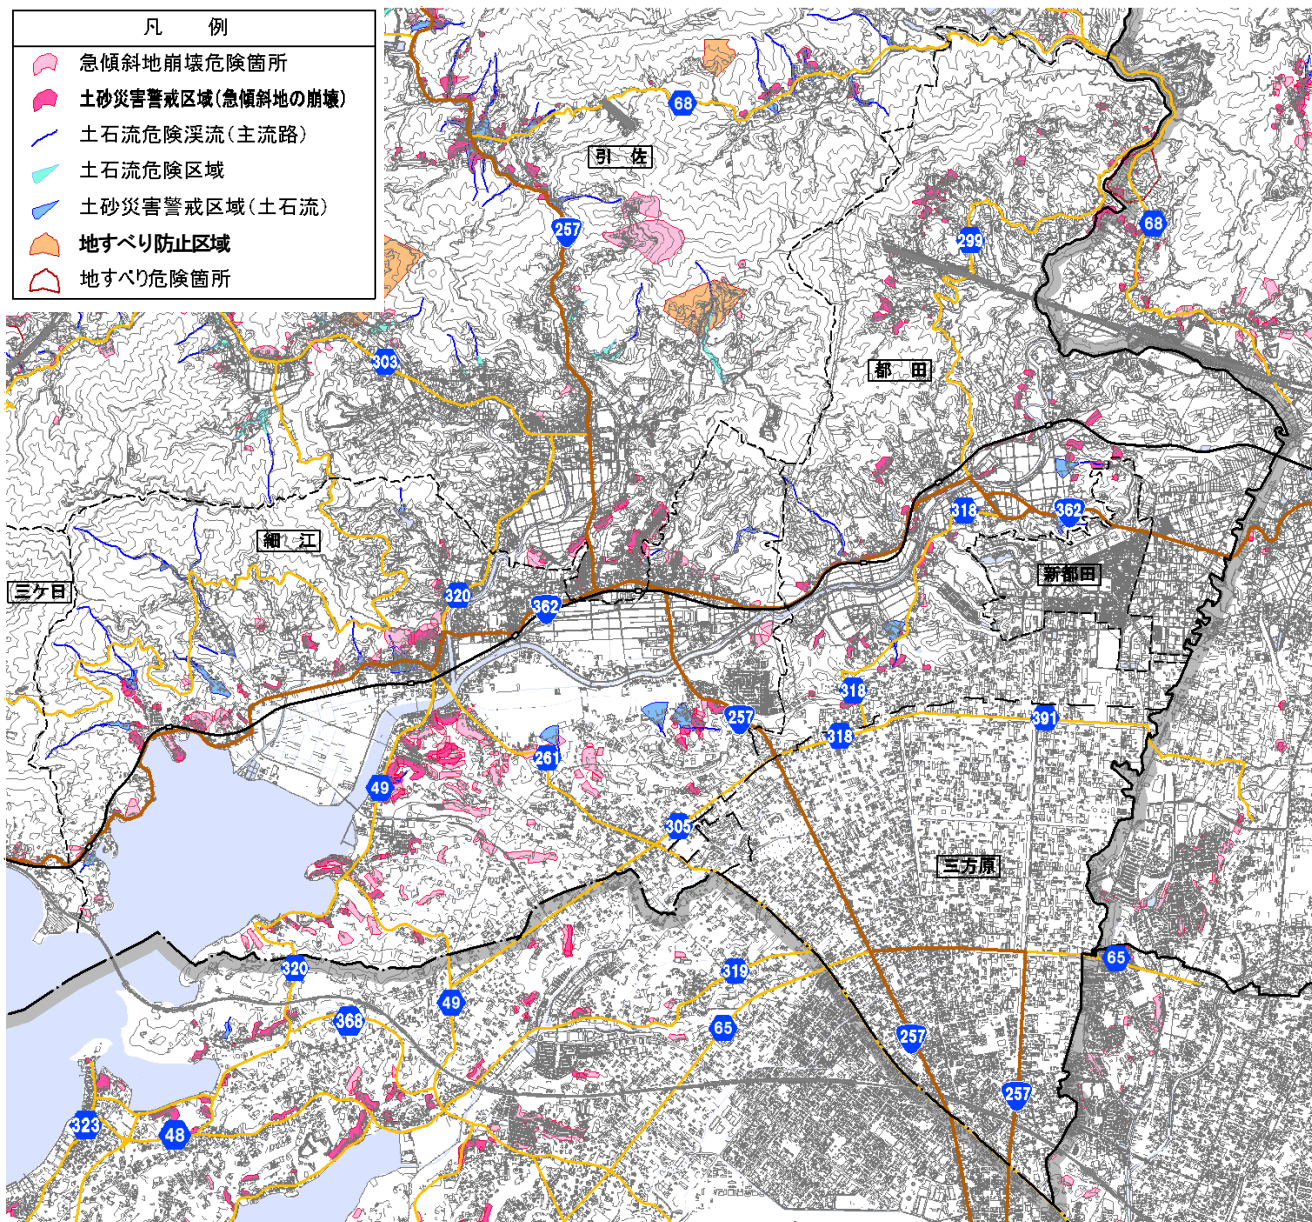 凡 例
急傾斜地崩壊危険箇所
土砂災害警戒区域(急傾斜地の崩壊)
土石流危険渓流(主流路)
土石流危険区域
土砂災害警戒区域(土石流)
地すべり防止区域
地すべり危険箇所
68
引 佐
257
68
299
303
都 田
318
362
細 江
新都田
三ケ日
320
362
318
257
391
318
261
49
305
三方原
65
320
319
49
368
65
257
257
323
48